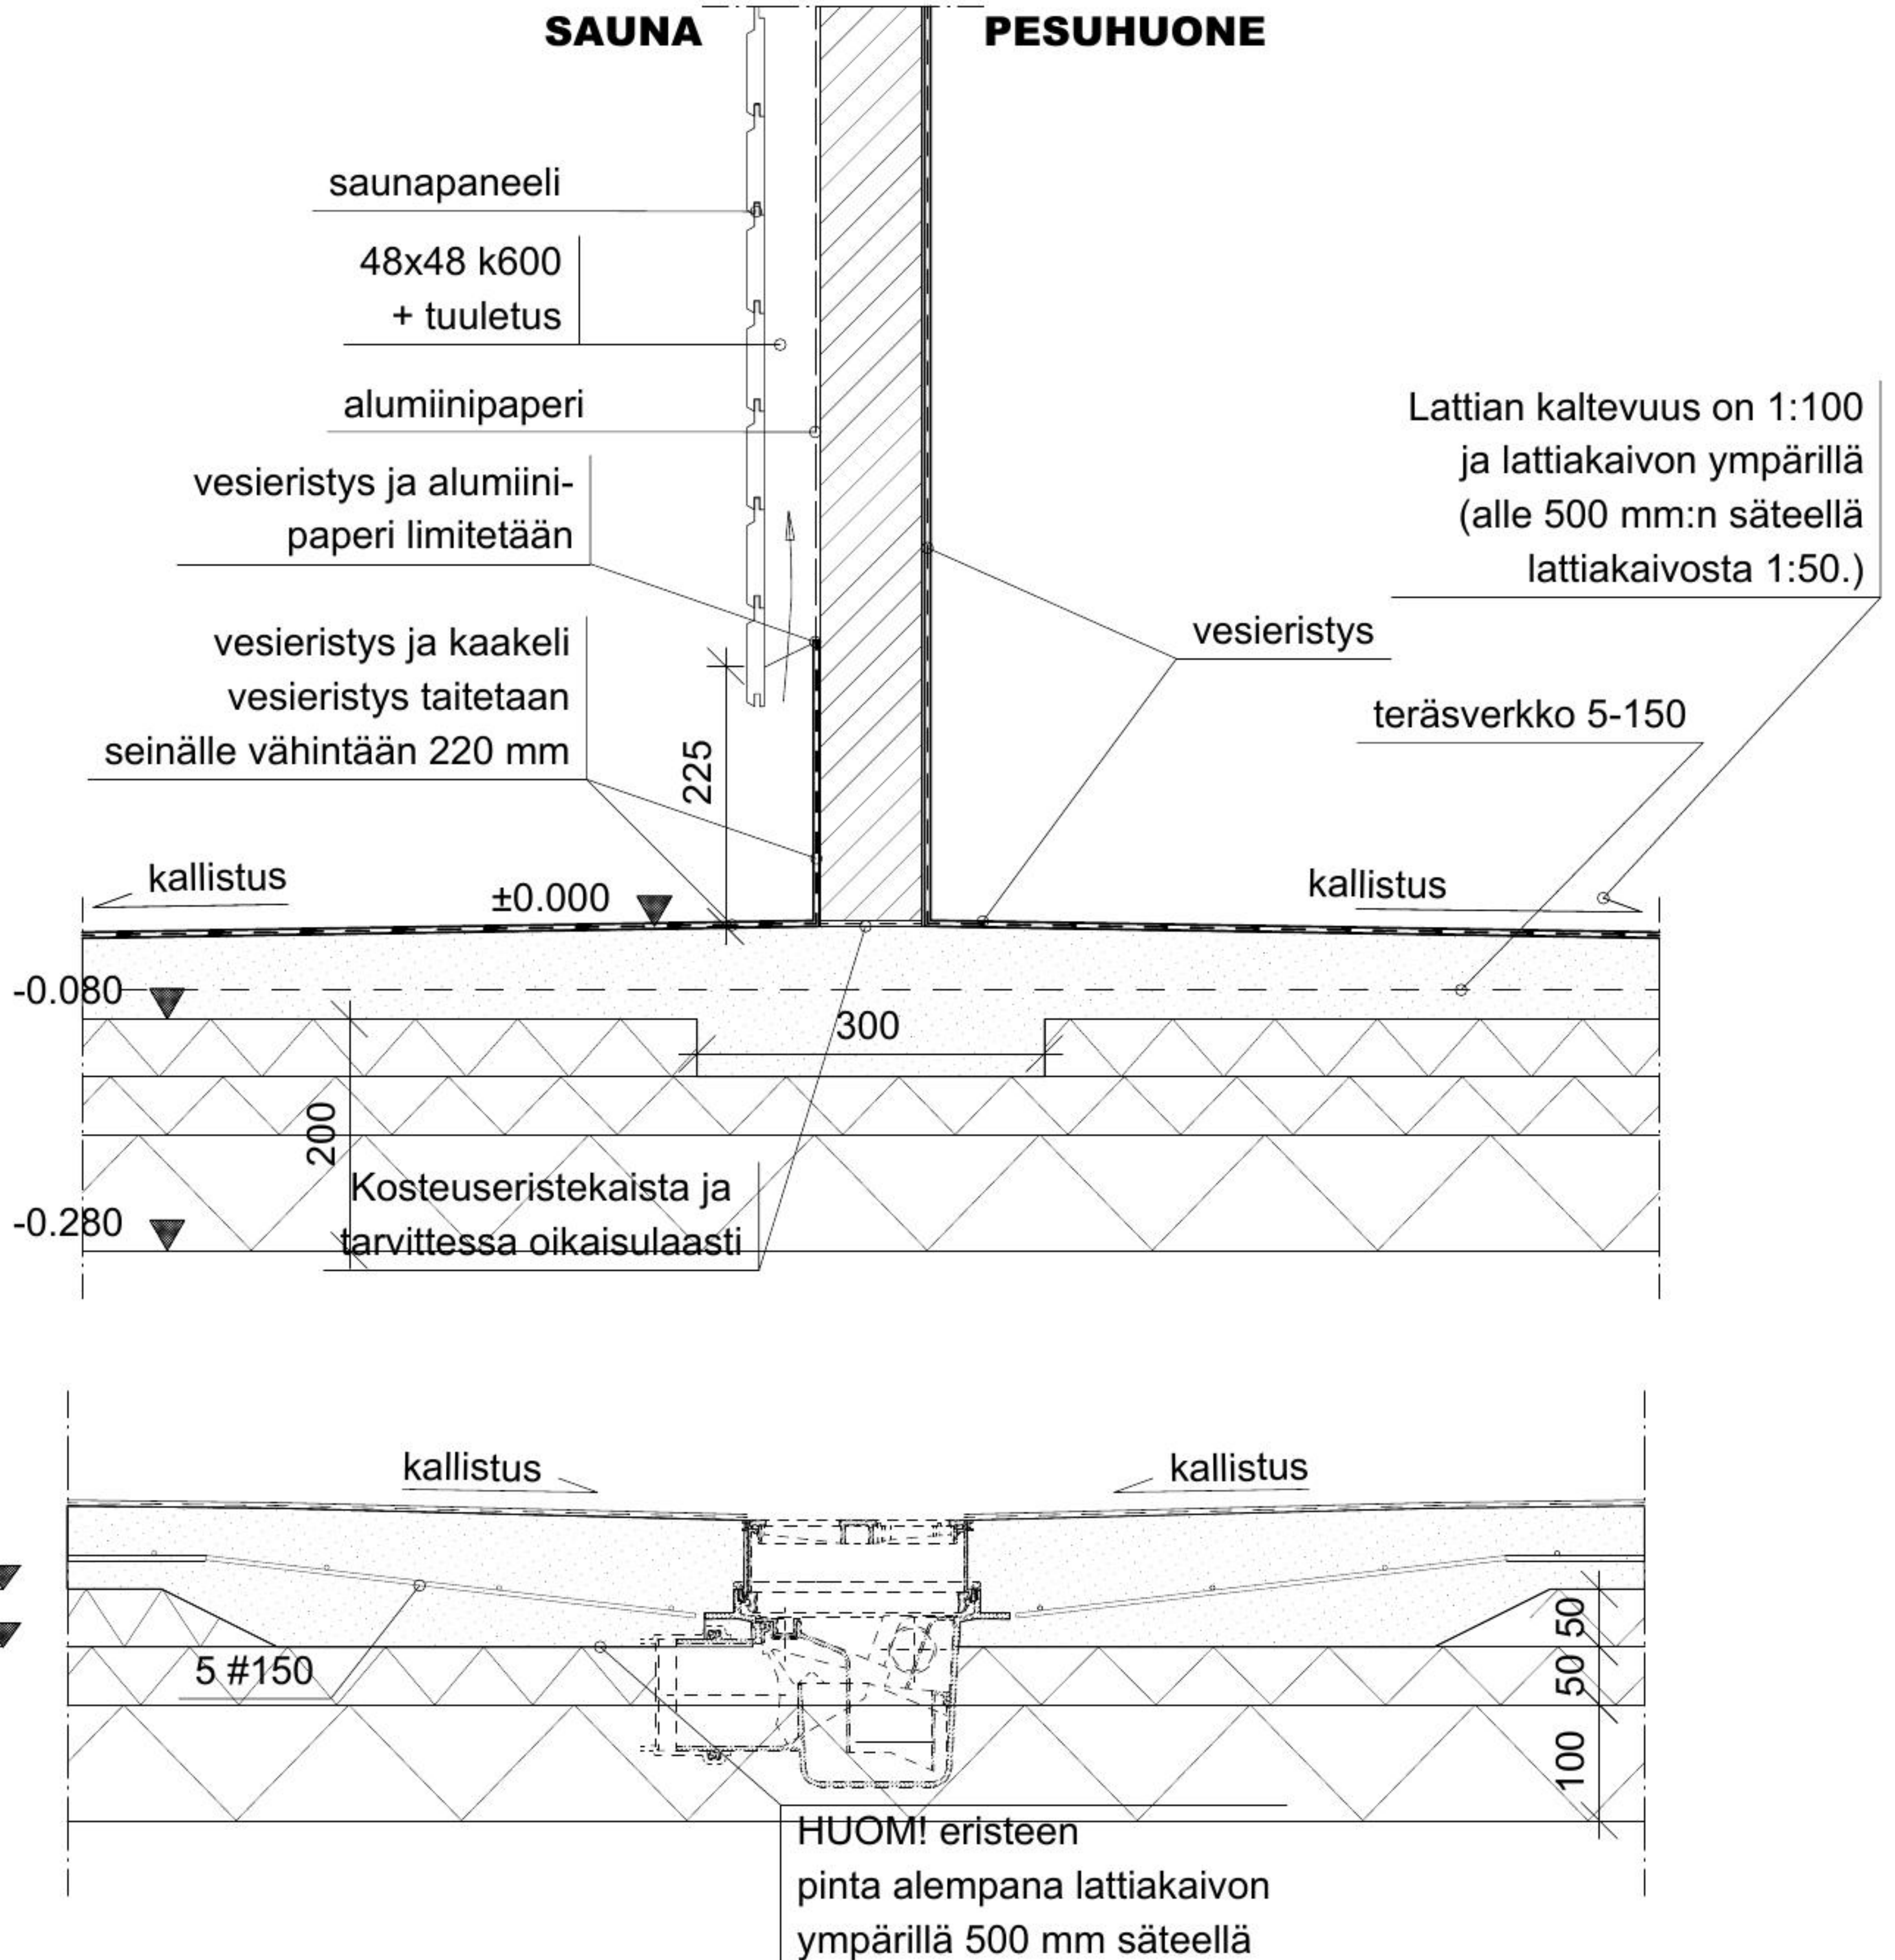 SAUNA
PESUHUONE
saunapaneeli
48x48 k600
+ tuuletus
alumiinipaperi
vesieristys ja alumiini-
paperi limitetään
vesieristys ja kaakeli
vesieristys taitetaan
seinälle vähintään 220 mm
225
Lattian kaltevuus on 1:100
ja lattiakaivon ympärillä
(alle 500 mm:n säteellä
lattiakaivosta 1:50.)
vesieristys
teräsverkko 5-150
kallistus
±0.000
kallistus
-0.080
300
200
Kosteuseristekaista ja
tarvittessa oikaisulaasti
-0.280
kallistus
kallistus
5 #150
50
50
100
HUOM! eristeen
pinta alempana lattiakaivon
ympärillä 500 mm säteellä